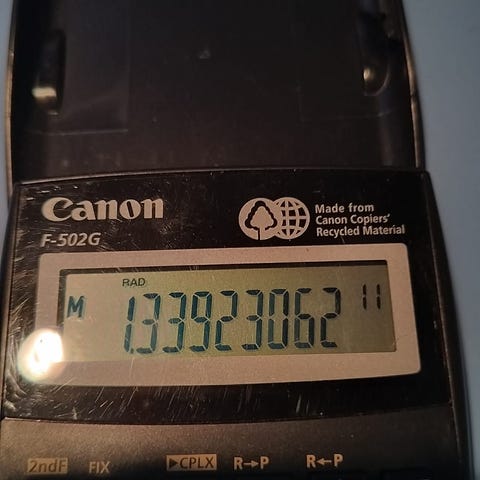 Canon
F-502G
Made from
Canon Copiers'
Recycled Material
RAD
M 1.33923062 11
2ndF FIX ▶CPLX R→P R←P